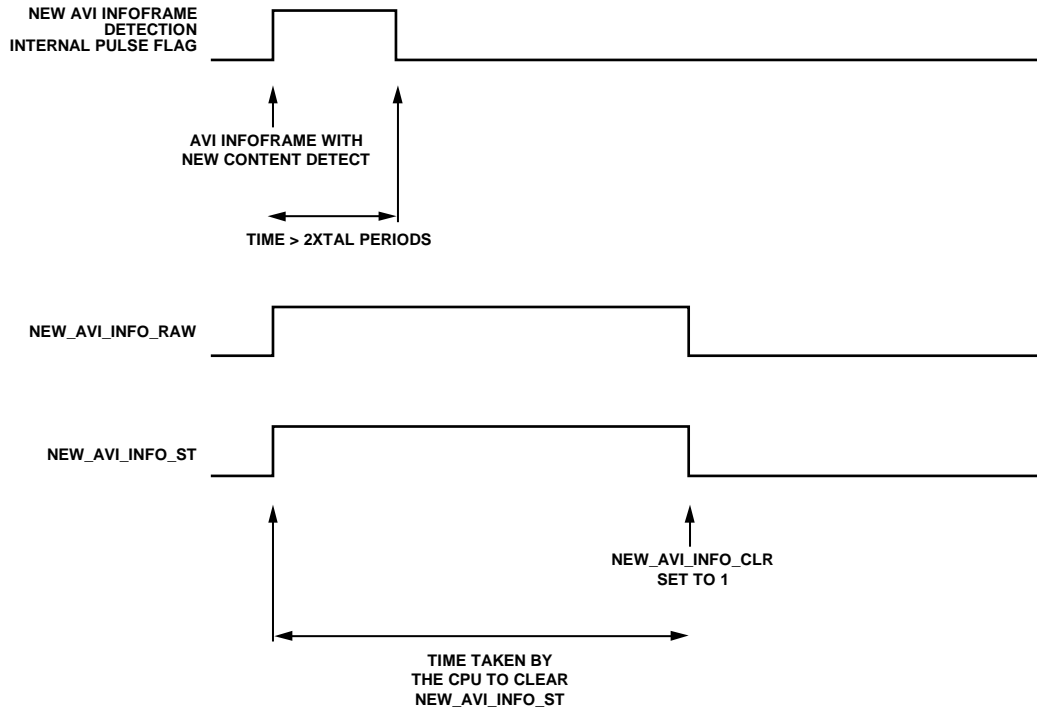 NEW AVI INFOFRAME
DETECTION
INTERNAL PULSE FLAG
AVI INFOFRAME WITH
NEW CONTENT DETECT
TIME > 2XTAL PERIODS
NEW_AVI_INFO_RAW
NEW_AVI_INFO_ST
NEW_AVI_INFO_CLR
SET TO 1
TIME TAKEN BY
THE CPU TO CLEAR
NEW_AVI_INFO_ST